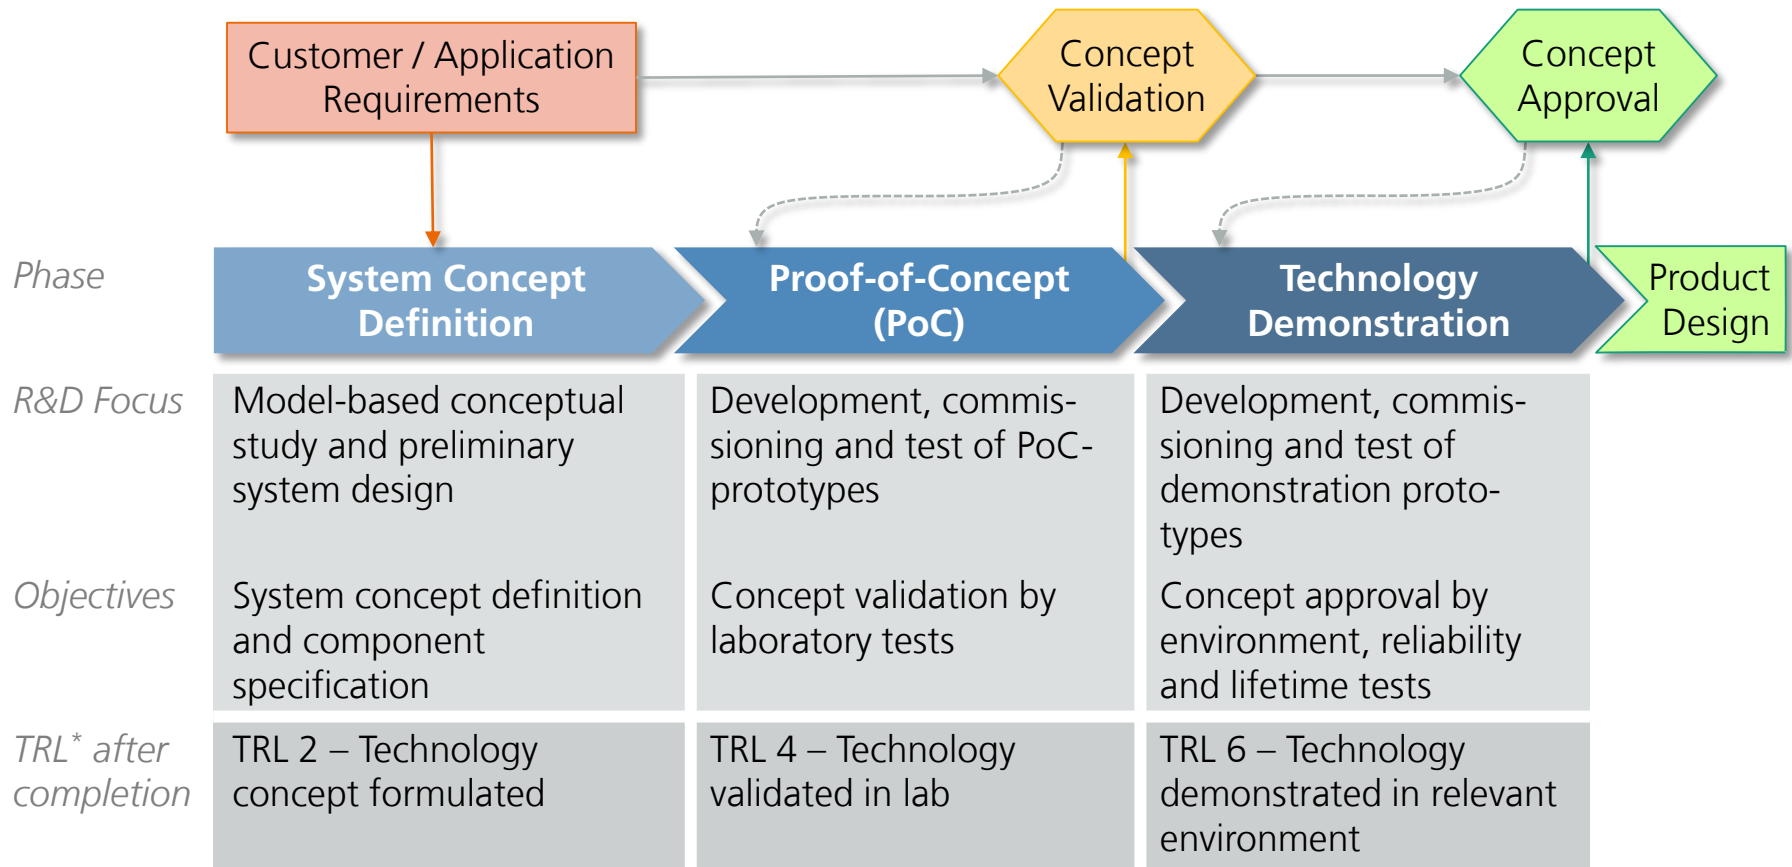 Customer / Application
Requirements
Concept
Validation
Concept
Approval
Phase
System Concept
Definition
Proof-of-Concept
(PoC)
Technology
Demonstration
Product
Design
R&D Focus
Model-based conceptual
study and preliminary
system design
Development, commis-
sioning and test of PoC-
prototypes
Development, commis-
sioning and test of
demonstration proto-
types
Objectives
System concept definition
and component
specification
Concept validation by
laboratory tests
Concept approval by
environment, reliability
and lifetime tests
TRL* after
completion
TRL 2 – Technology
concept formulated
TRL 4 – Technology
validated in lab
TRL 6 – Technology
demonstrated in relevant
environment